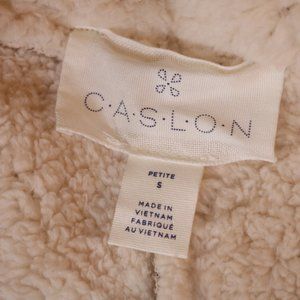 C·A·S·L·O·N
PETITE
S
MADE IN
VIETNAM
FABRIQUÉ
AU VIETNAM